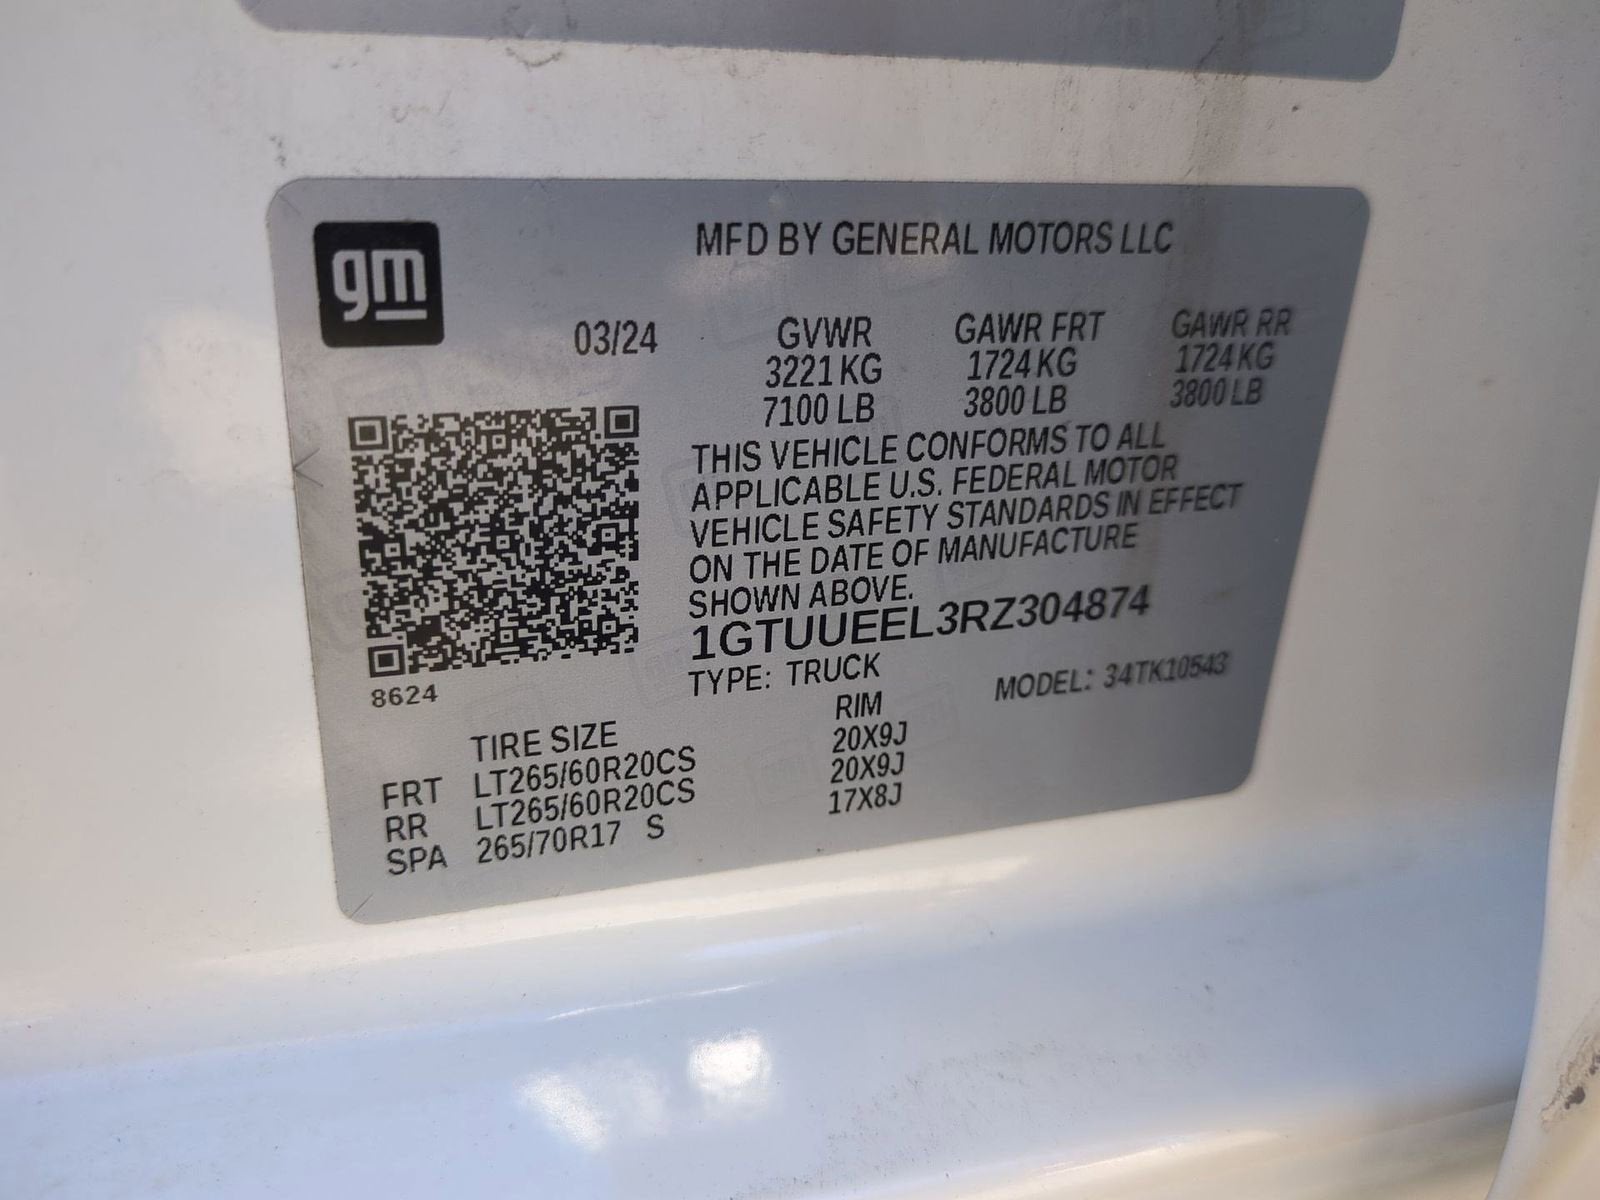 gm
MFD BY GENERAL MOTORS LLC
03/24 GVWR GAWR FRT GAWR RR
3221 KG 1724 KG 1724 KG
7100 LB 3800 LB 3800 LB
THIS VEHICLE CONFORMS TO ALL
APPLICABLE U.S. FEDERAL MOTOR
VEHICLE SAFETY STANDARDS IN EFFECT
ON THE DATE OF MANUFACTURE
SHOWN ABOVE.
1GTUUEEL3RZ304874
TYPE: TRUCK MODEL: 34TK10543
8624
TIRE SIZE RIM
FRT LT265/60R20CS 20X9J
RR LT265/60R20CS 20X9J
SPA 265/70R17 S 17X8J